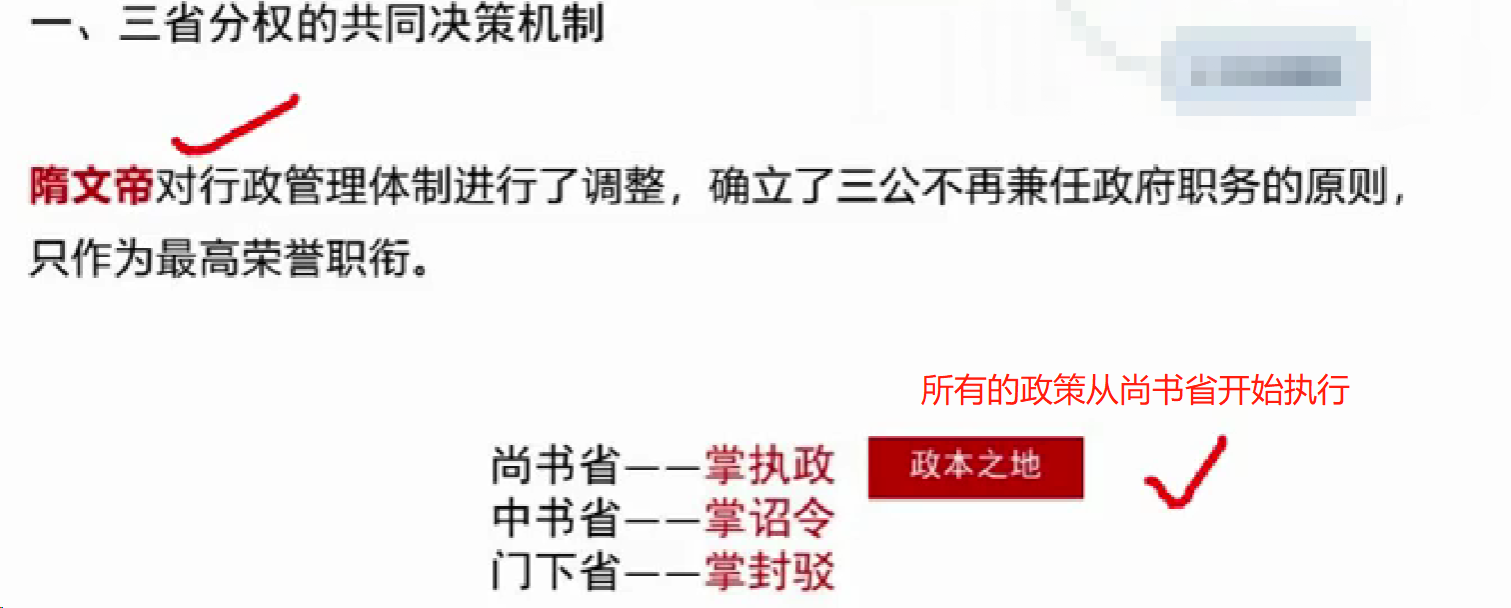 一、三省分权的共同决策机制
隋文帝对行政管理体制进行了调整，确立了三公不再兼任政府职务的原则，
只作为最高荣誉职衔。
所有的政策从尚书省开始执行
尚书省——掌执政 政本之地
中书省——掌诏令
门下省——掌封驳